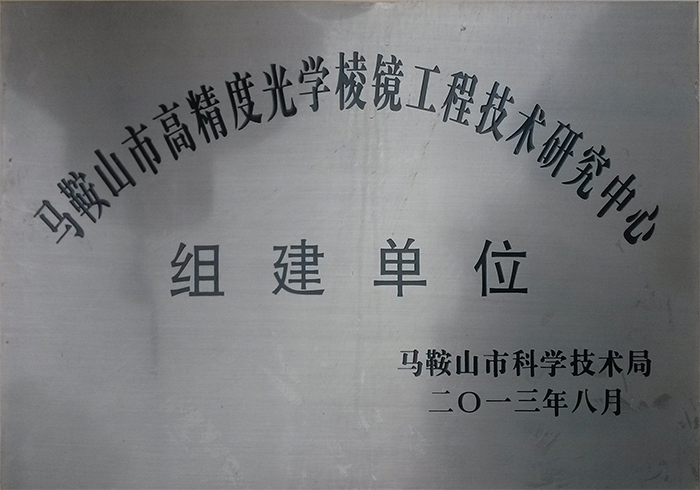 马鞍山市高精度光学棱镜工程技术研究中心
组建单位
马鞍山市科学技术局
二〇一三年八月